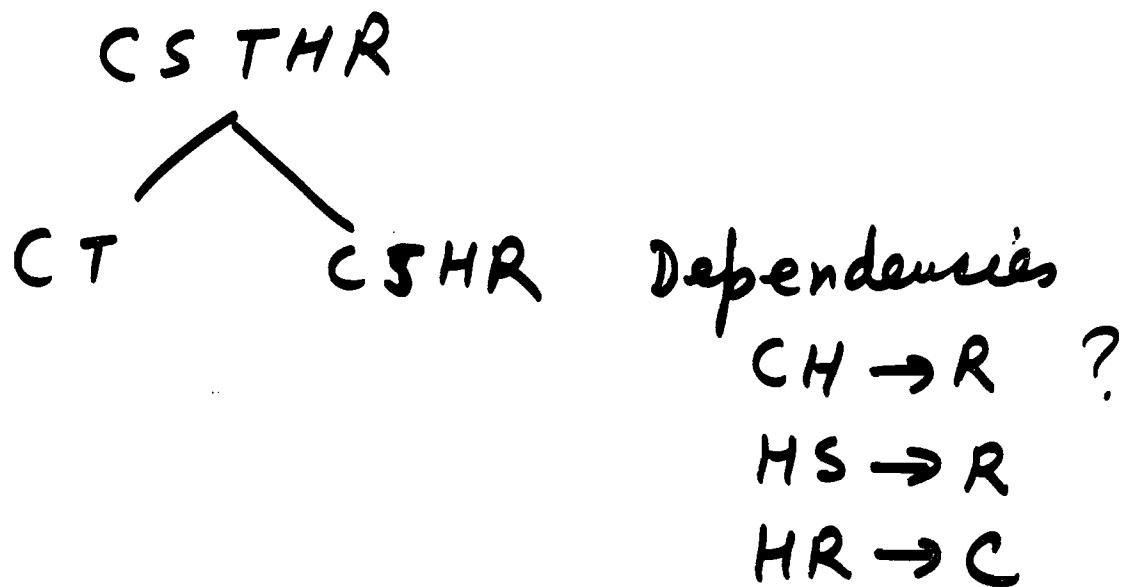 CSTHR
CT CSHR
Dependencies
CH → R ?
HS → R
HR → C